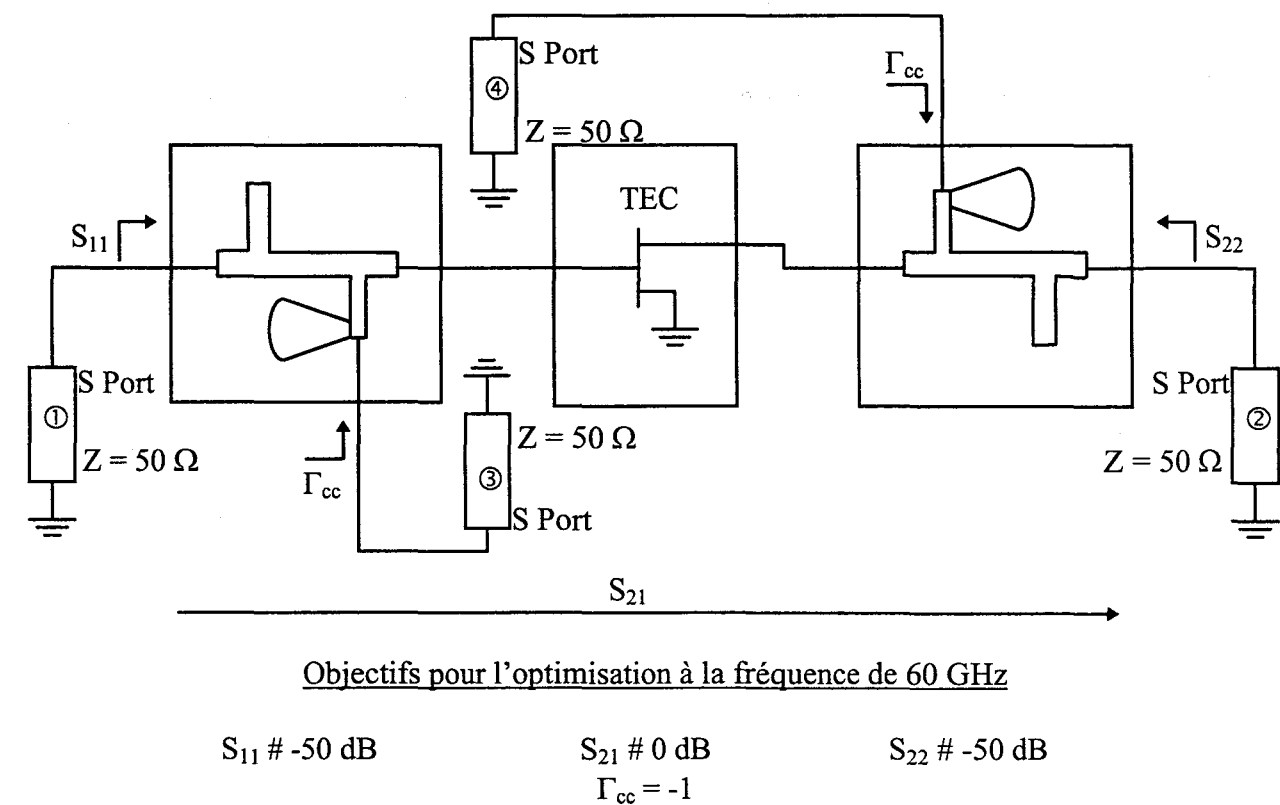 S Port
④
Z = 50 Ω
Γcc
TEC
S11
S22
S Port
①
Z = 50 Ω
Γcc
Z = 50 Ω
③
S Port
S Port
②
Z = 50 Ω
S21
Objectifs pour l'optimisation à la fréquence de 60 GHz
S11 # -50 dB S21 # 0 dB S22 # -50 dB
Γcc = -1